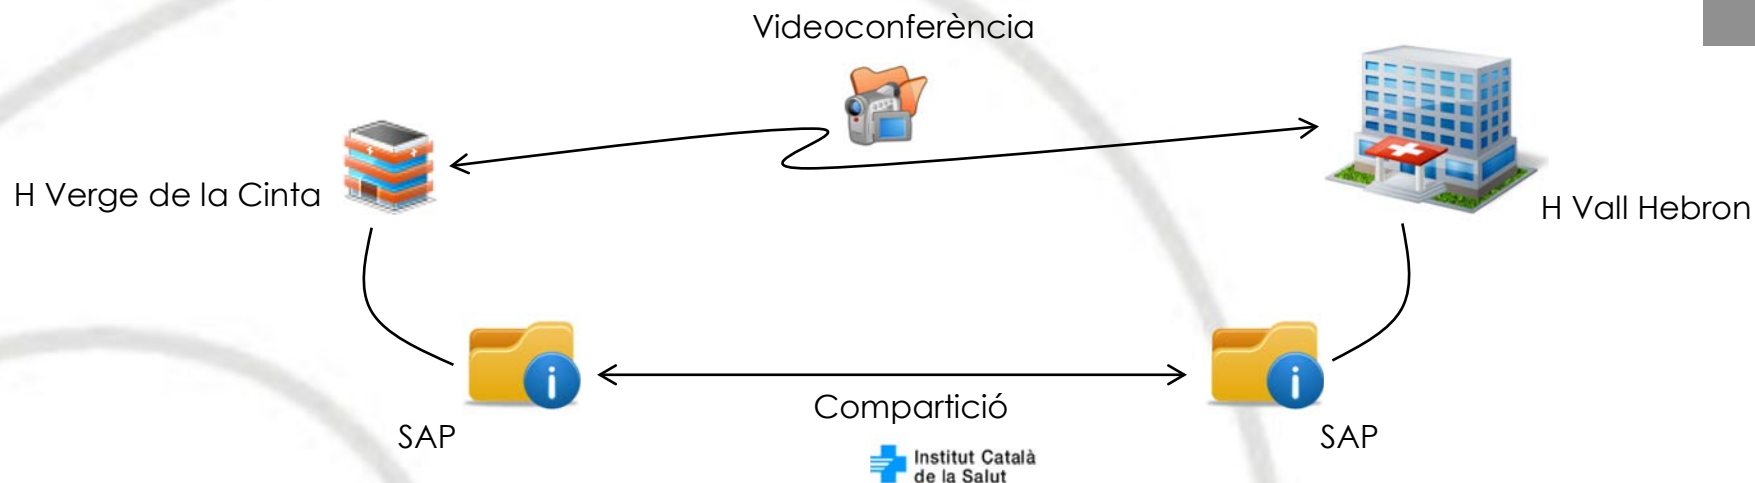 Videoconferència
H Verge de la Cinta
H Vall Hebron
Compartició
SAP
SAP
Institut Català
de la Salut